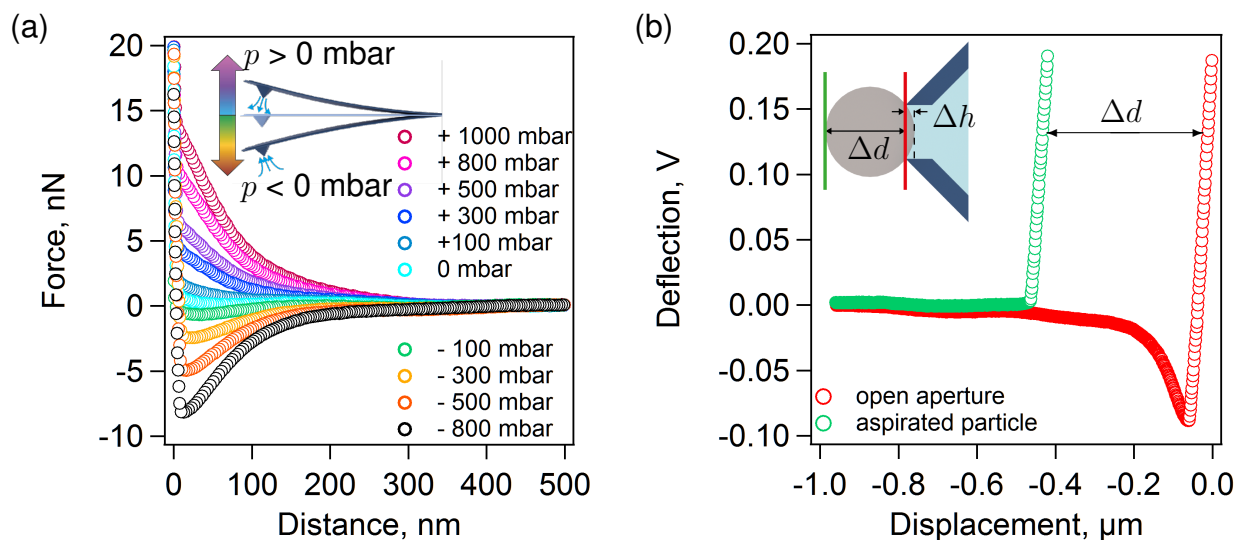 (a)
20
15
10
5
0
-5
-10
Force, nN
p > 0 mbar
p < 0 mbar
+ 1000 mbar
+ 800 mbar
+ 500 mbar
+ 300 mbar
+100 mbar
0 mbar
- 100 mbar
- 300 mbar
- 500 mbar
- 800 mbar
0 100 200 300 400 500
Distance, nm
(b)
0.20
0.15
0.10
0.05
0.00
-0.05
-0.10
Deflection, V
Δh
Δd
Δd
open aperture
aspirated particle
-1.0 -0.8 -0.6 -0.4 -0.2 0.0
Displacement, µm